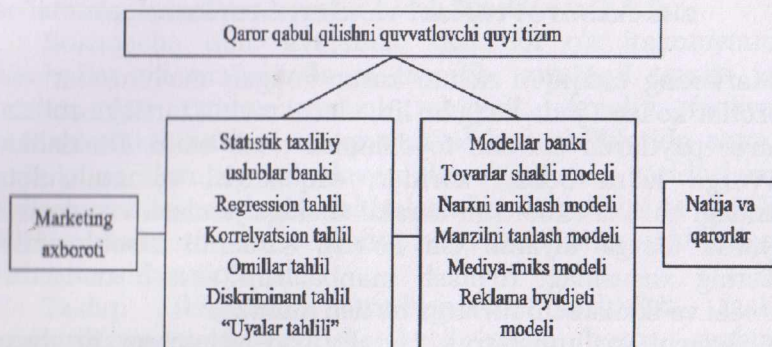 Qaror qabul qilishni quvvatlovchi quyi tizim
Marketing
axboroti
Statistik taxliliy
uslublar banki
Regression tahlil
Korrelyatsion tahlil
Omillar tahlil
Diskriminant tahlil
“Uyalar tahlili”
Modellar banki
Tovarlar shakli modeli
Narxni aniklash modeli
Manzilni tanlash modeli
Mediya-miks modeli
Reklama byudjeti
modeli
Natija va
qarorlar